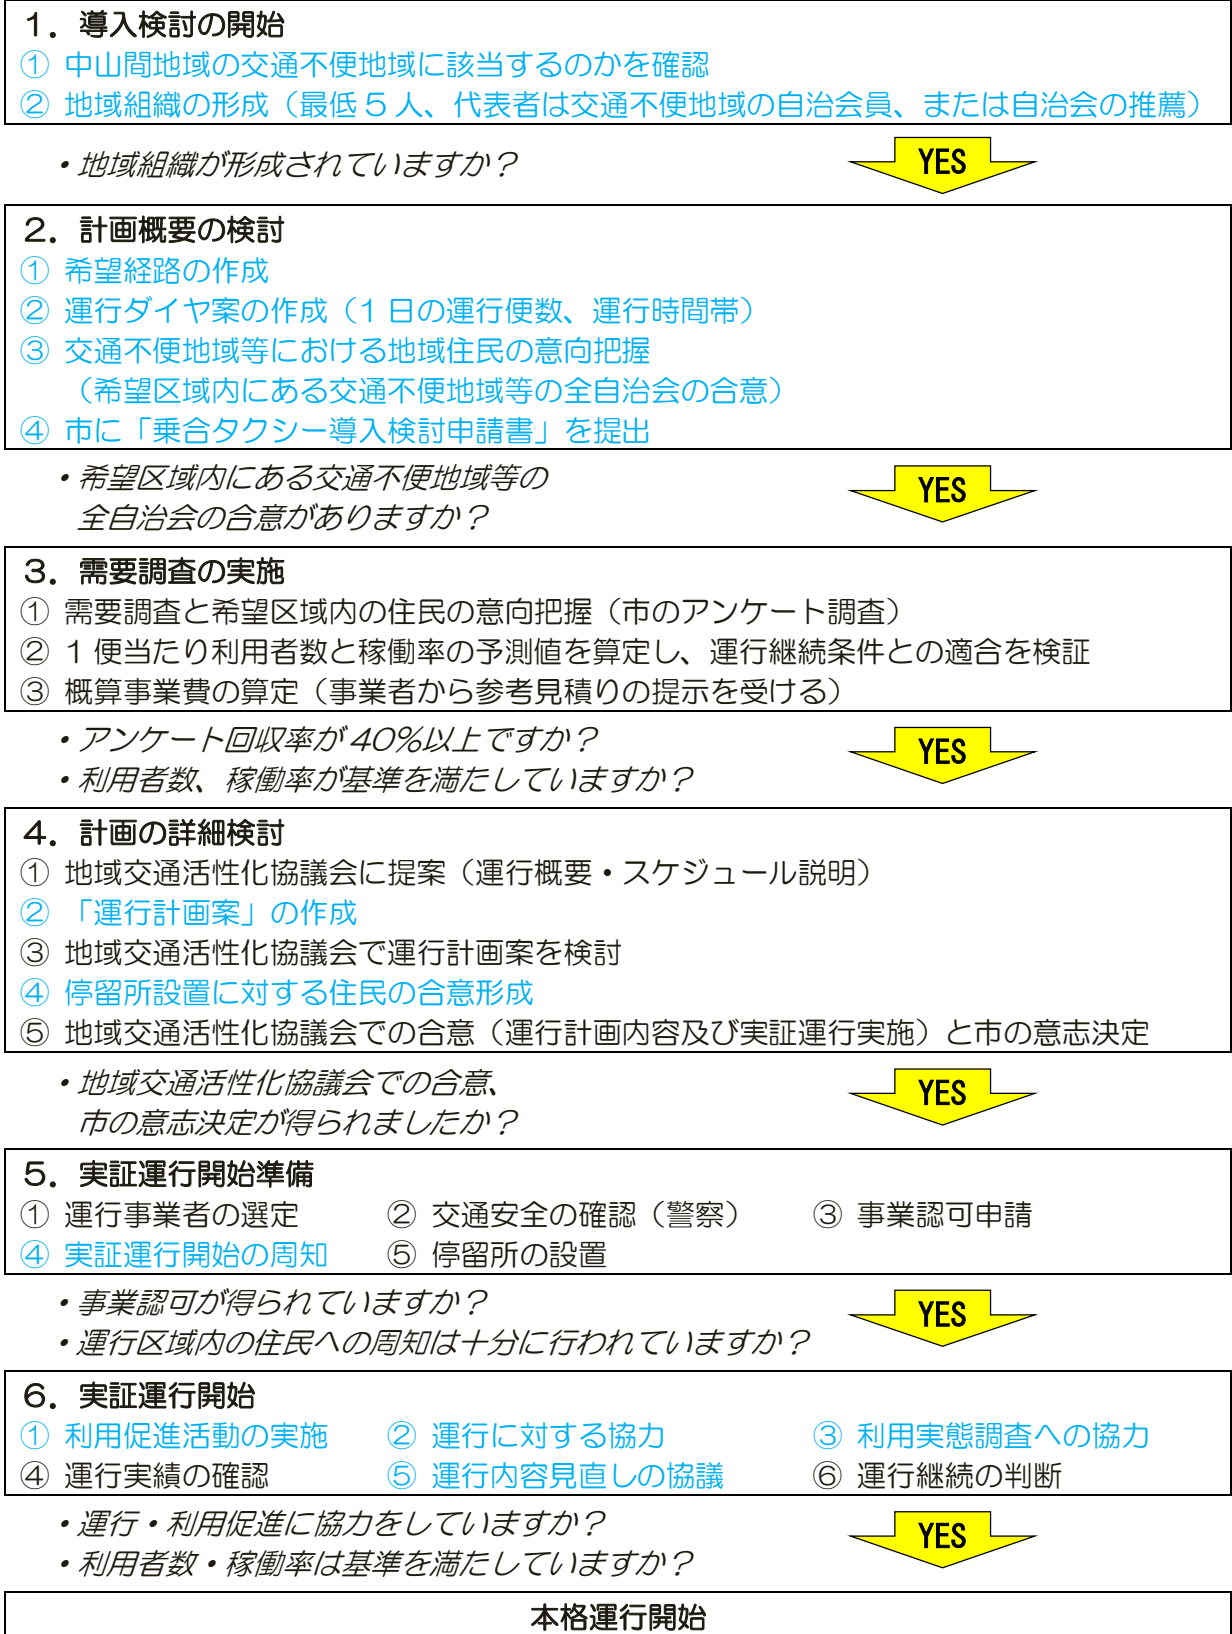 １．導入検討の開始
① 中山間地域の交通不便地域に該当するのかを確認
② 地域組織の形成（最低５人、代表者は交通不便地域の自治会員、または自治会の推薦）
・地域組織が形成されていますか？
YES
２．計画概要の検討
① 希望経路の作成
② 運行ダイヤ案の作成（１日の運行便数、運行時間帯）
③ 交通不便地域等における地域住民の意向把握
（希望区域内にある交通不便地域等の全自治会の合意）
④ 市に「乗合タクシー導入検討申請書」を提出
・希望区域内にある交通不便地域等の
全自治会の合意がありますか？
YES
３．需要調査の実施
① 需要調査と希望区域内の住民の意向把握（市のアンケート調査）
② １便当たり利用者数と稼働率の予測値を算定し、運行継続条件との適合を検証
③ 概算事業費の算定（事業者から参考見積りの提示を受ける）
・アンケート回収率が40％以上ですか？
・利用者数、稼働率が基準を満たしていますか？
YES
４．計画の詳細検討
① 地域交通活性化協議会に提案（運行概要・スケジュール説明）
② 「運行計画案」の作成
③ 地域交通活性化協議会で運行計画案を検討
④ 停留所設置に対する住民の合意形成
⑤ 地域交通活性化協議会での合意（運行計画内容及び実証運行実施）と市の意志決定
・地域交通活性化協議会での合意、
市の意志決定が得られましたか？
YES
５．実証運行開始準備
① 運行事業者の選定 ② 交通安全の確認（警察） ③ 事業認可申請
④ 実証運行開始の周知 ⑤ 停留所の設置
・事業認可が得られていますか？
・運行区域内の住民への周知は十分に行われていますか？
YES
６．実証運行開始
① 利用促進活動の実施 ② 運行に対する協力 ③ 利用実態調査への協力
④ 運行実績の確認 ⑤ 運行内容見直しの協議 ⑥ 運行継続の判断
・運行・利用促進に協力をしていますか？
・利用者数・稼働率は基準を満たしていますか？
YES
本格運行開始